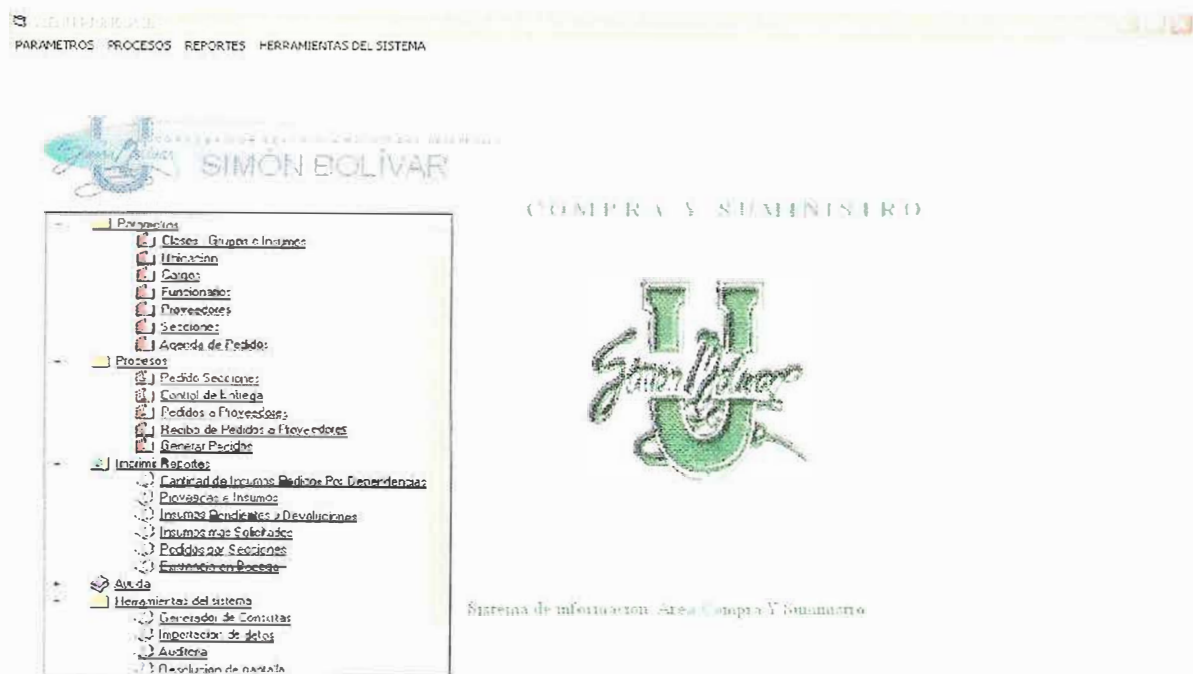 PARAMETROS PROCESOS REPORTES HERRAMIENTAS DEL SISTEMA
SIMÓN BOLÍVAR
COMPRA Y SUMINISTRO
Parametros
Clases, Grupos e Insumos
Ubicacion
Cargos
Funcionarios
Proveedores
Secciones
Agenda de Pedidos
Procesos
Pedido Secciones
Control de Entrega
Pedidos a Proveedores
Recibo de Pedidos a Proveedores
Generar Pedidos
Imprimir Reportes
Cantidad de Insumos Pedidos Por Dependencias
Provendas e Insumos
Insumos Pendientes y Devoluciones
Insumos mas Solicitados
Pedidos por Secciones
Existencia en Bodega
Ayuda
Herramientas del sistema
Generador de Consultas
Importacion de datos
Auditoria
Resolucion de pantalla
Simón Bolívar
Sistema de informacion Area Compra Y Suministro